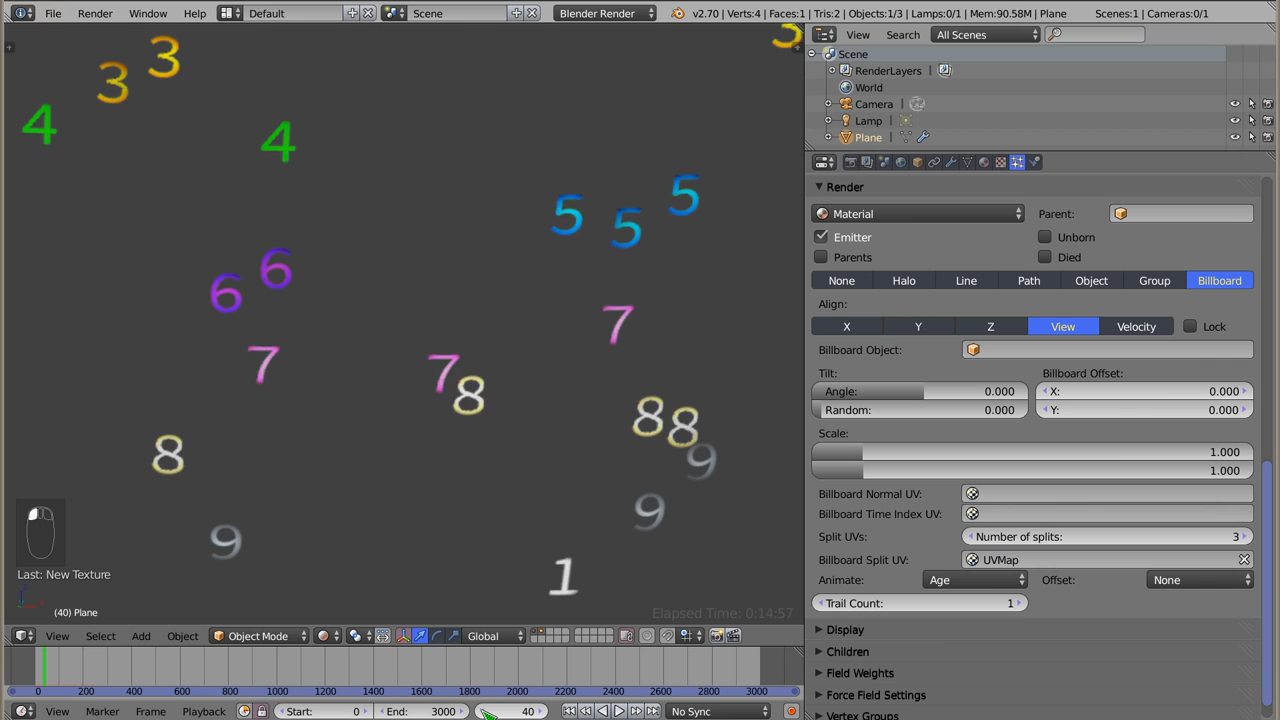 File Render Window Help Default Scene Blender Render v2.70 | Verts:4 | Faces:1 | Tris:2 | Objects:1/3 | Lamps:0/1 | Mem:90.58M | Plane Scenes:1 | Cameras:0/1
View Search All Scenes
Scene
RenderLayers
World
Camera
Lamp
Plane
3
3
3
4
4
5
5
5
6
6
7
7
7
8
8
8
8
9
9
9
1
Last: New Texture
(40) Plane
Elapsed Time: 0:14:57
Render
Material Parent:
Emitter Unborn
Parents Died
None Halo Line Path Object Group Billboard
Align:
X Y Z View Velocity Lock
Billboard Object:
Tilt: Billboard Offset:
Angle: 0.000 X: 0.000
Random: 0.000 Y: 0.000
Scale:
1.000
1.000
Billboard Normal UV:
Billboard Time Index UV:
Split UVs: Number of splits: 3
Billboard Split UV: UVMap
Animate: Age Offset: None
Trail Count: 1
Display
Children
Field Weights
Force Field Settings
Vertex Groups
View Select Add Object Object Mode Global
0 200 400 600 800 1000 1200 1400 1600 1800 2000 2200 2400 2600 2800 3000
View Marker Frame Playback Start: 0 End: 3000 40 No Sync